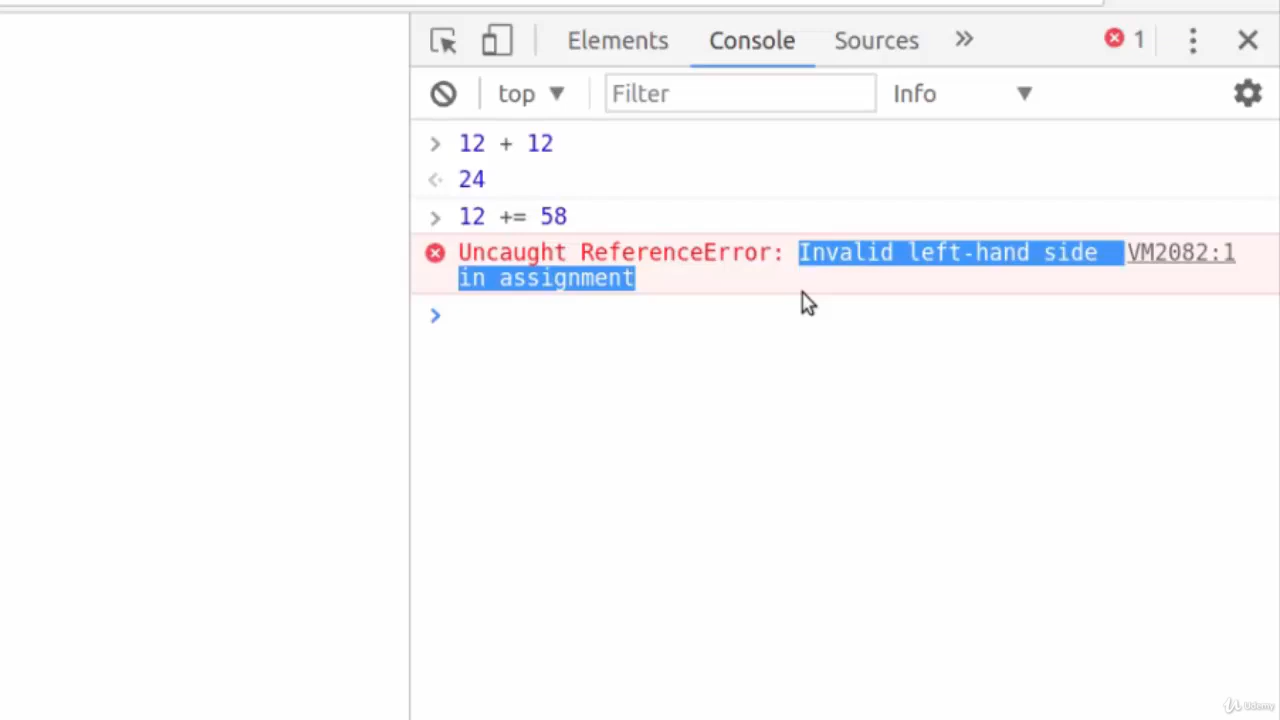 Elements Console Sources » 1
top ▼ Filter Info ▼
> 12 + 12
24
> 12 += 58
Uncaught ReferenceError: Invalid left-hand side VM2082:1
in assignment
>
Udemy